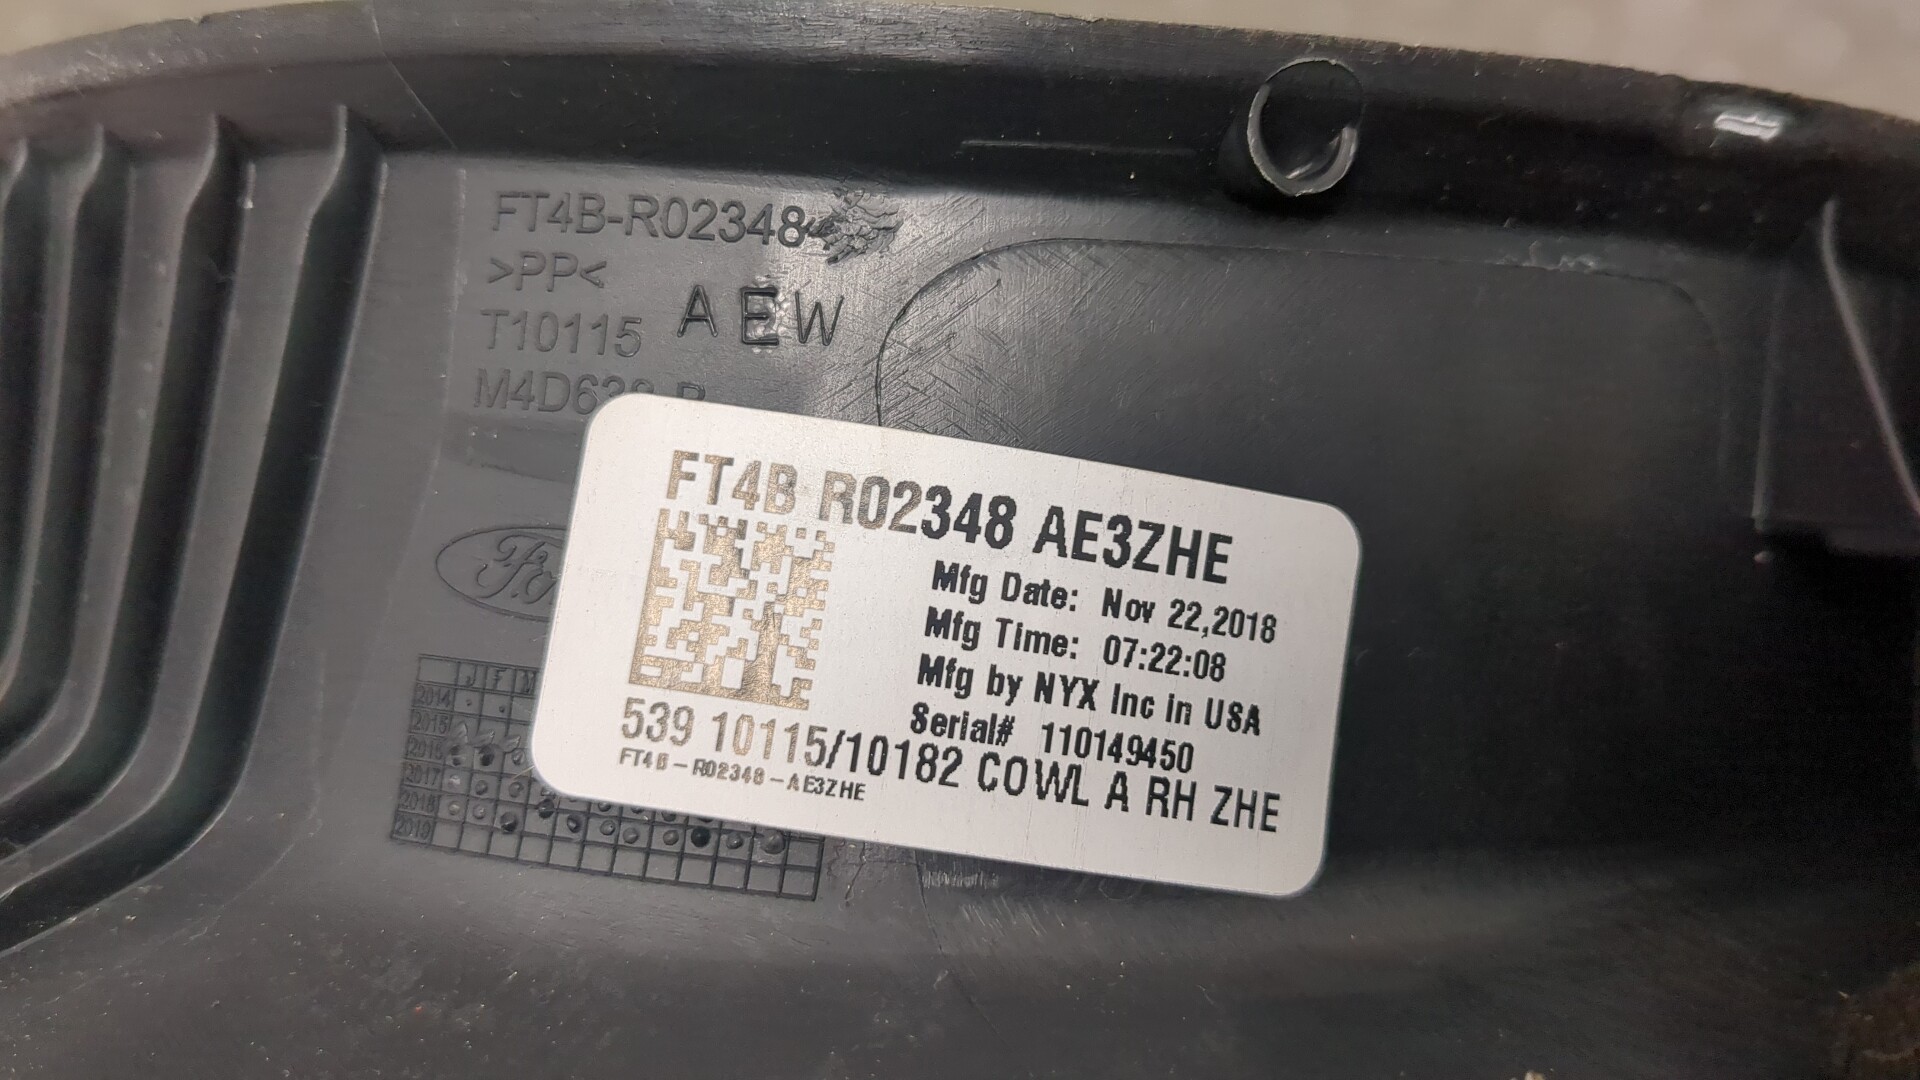 FT4B-R02348
>PP<
AEW
T10115
M4D638
FT4B R02348 AE3ZHE
Mfg Date: Nov 22,2018
Mfg Time: 07:22:08
Mfg by NYX Inc in USA
Serial# 110149450
539 10115/10182 COWL A RH ZHE
FT4B-R02348-AE3ZHE
J F M
2014
2015
2016
2017
2018
2019